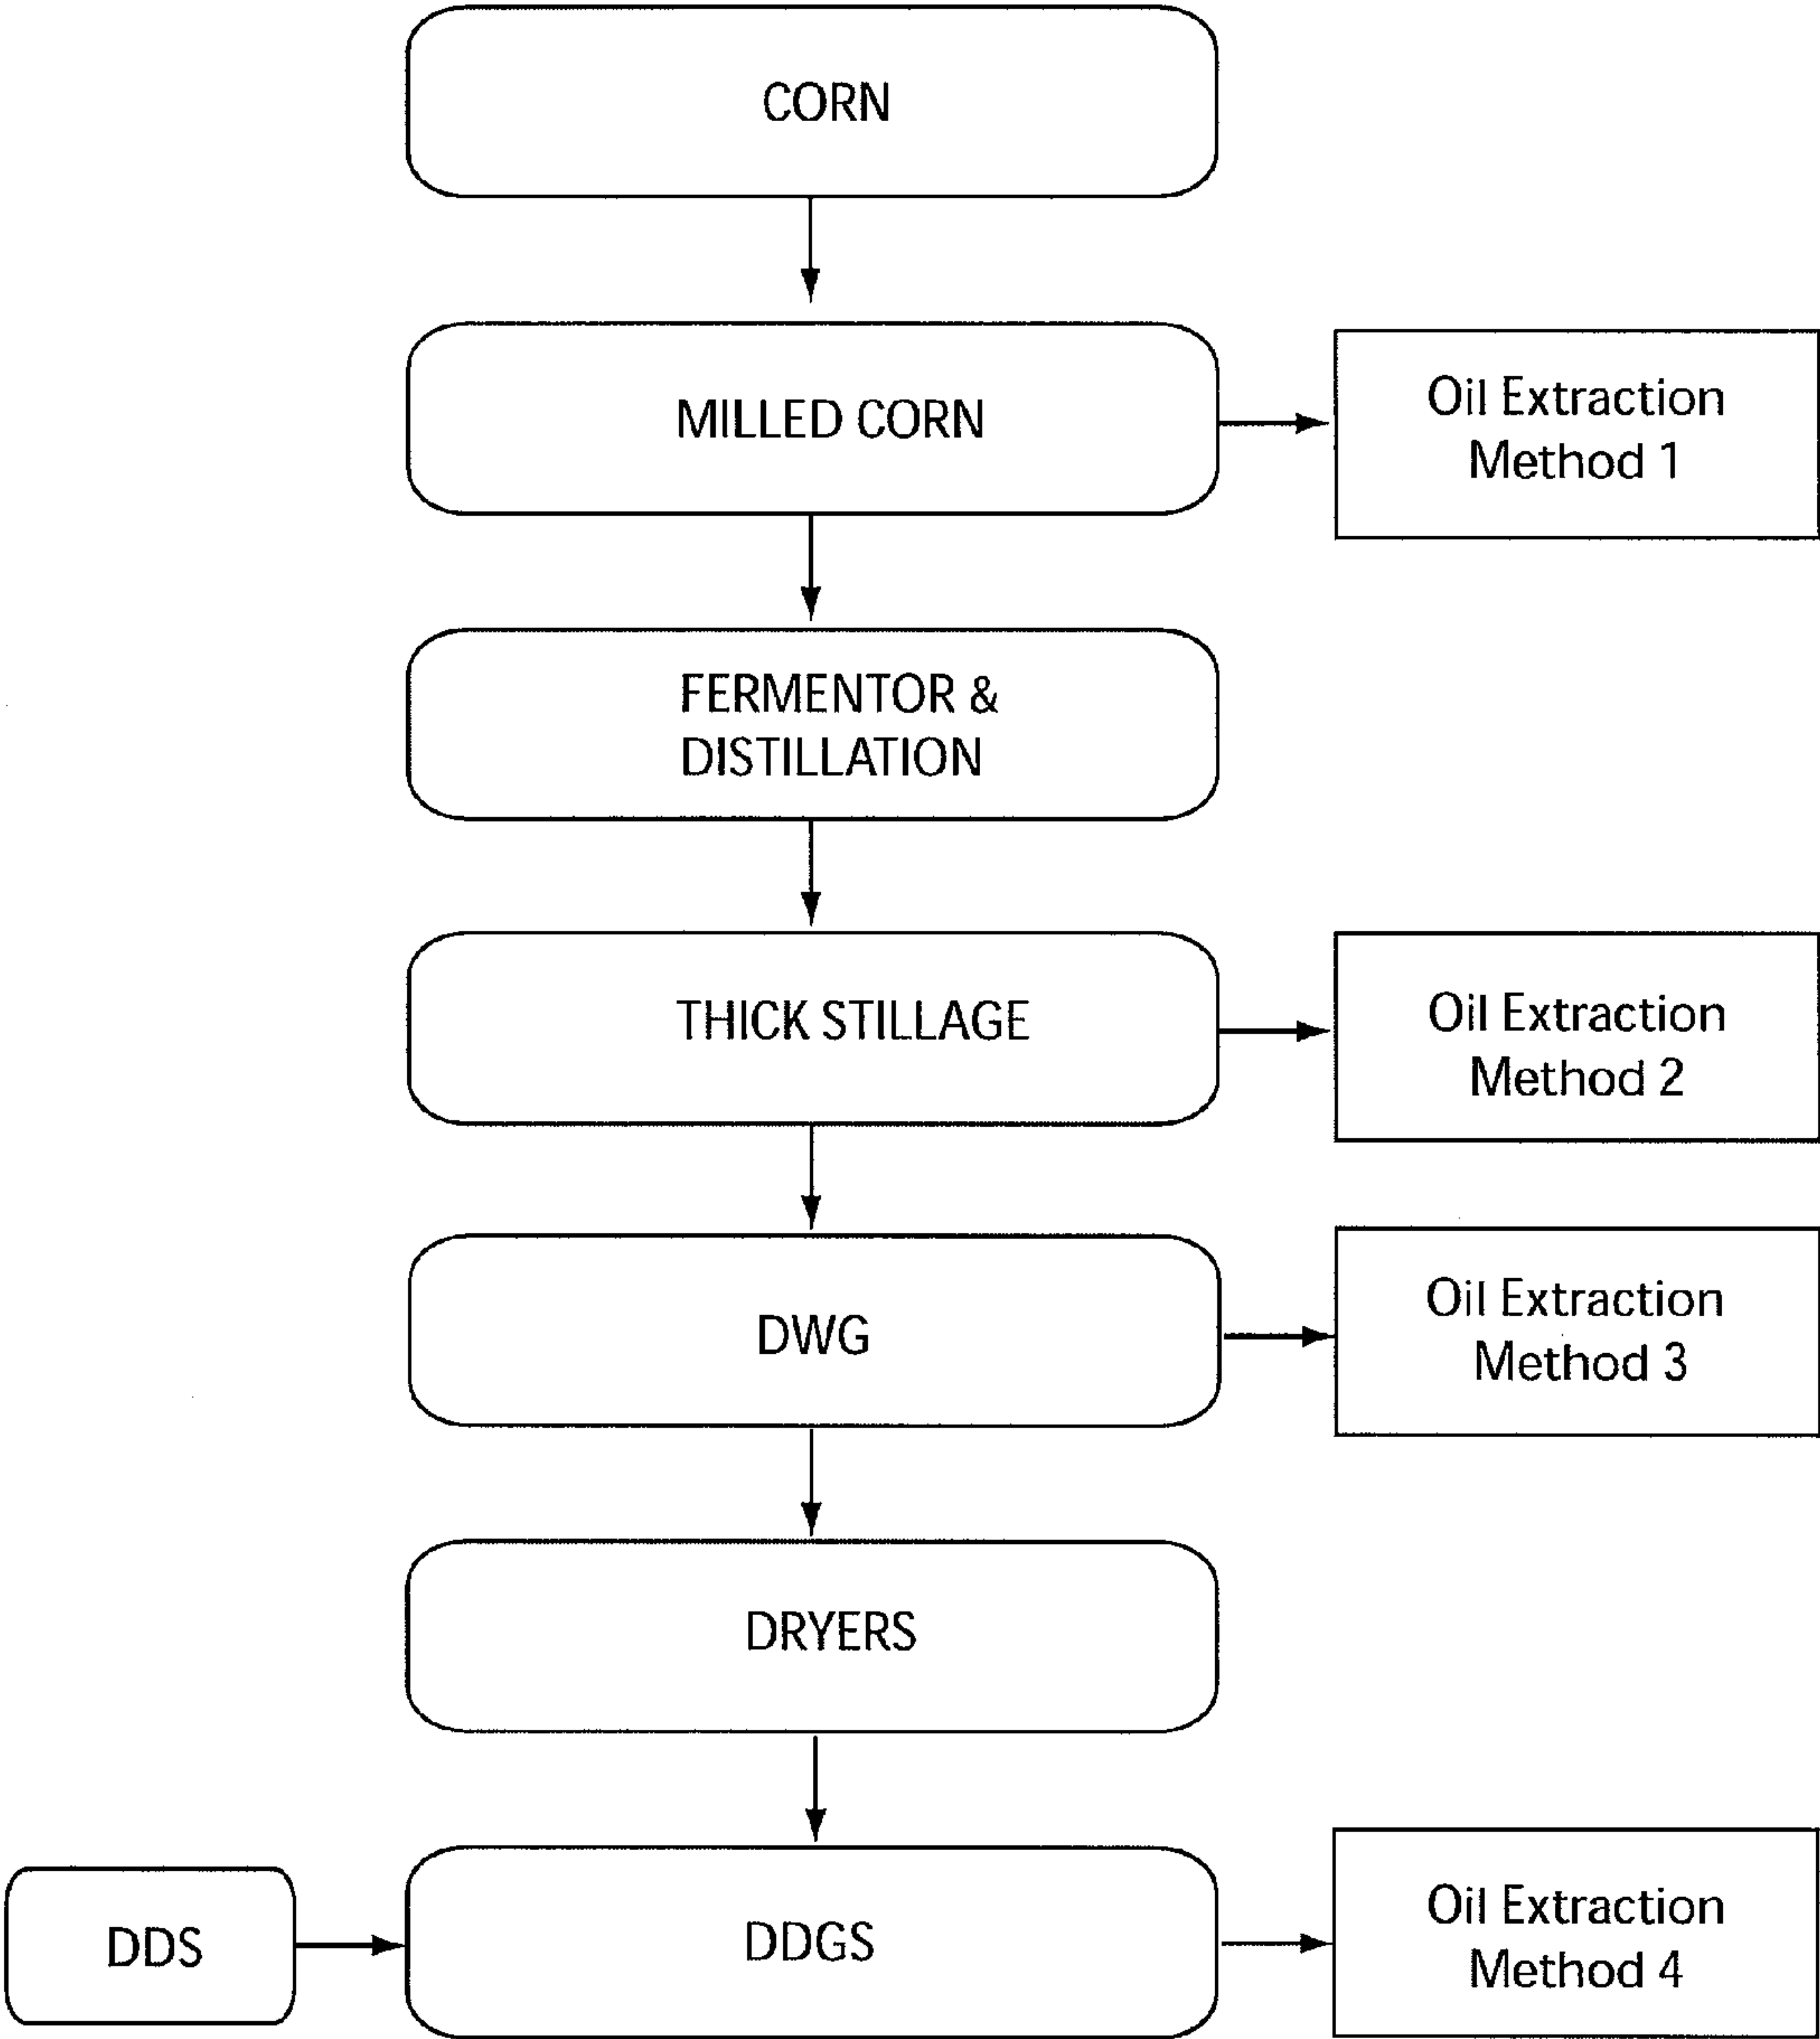 CORN
MILLED CORN
Oil Extraction
Method 1
FERMENTOR &
DISTILLATION
THICK STILLAGE
Oil Extraction
Method 2
DWG
Oil Extraction
Method 3
DRYERS
DDS
DDGS
Oil Extraction
Method 4